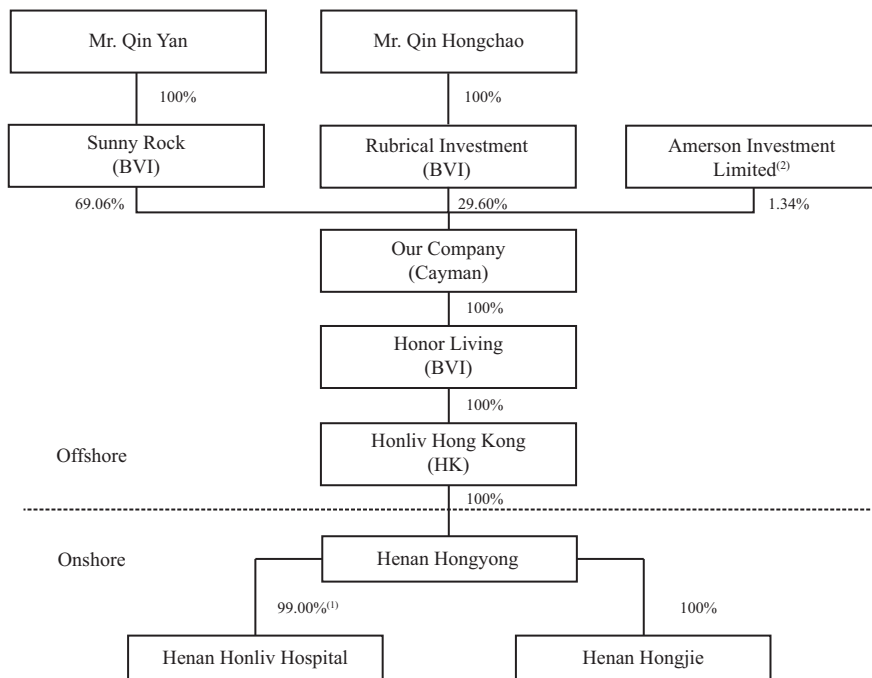 Mr. Qin Yan
Mr. Qin Hongchao
100%
100%
Sunny Rock
(BVI)
Rubrical Investment
(BVI)
Amerson Investment
Limited(2)
69.06%
29.60%
1.34%
Our Company
(Cayman)
100%
Honor Living
(BVI)
100%
Offshore
Honliv Hong Kong
(HK)
100%
Onshore
Henan Hongyong
99.00%(1)
100%
Henan Honliv Hospital
Henan Hongjie